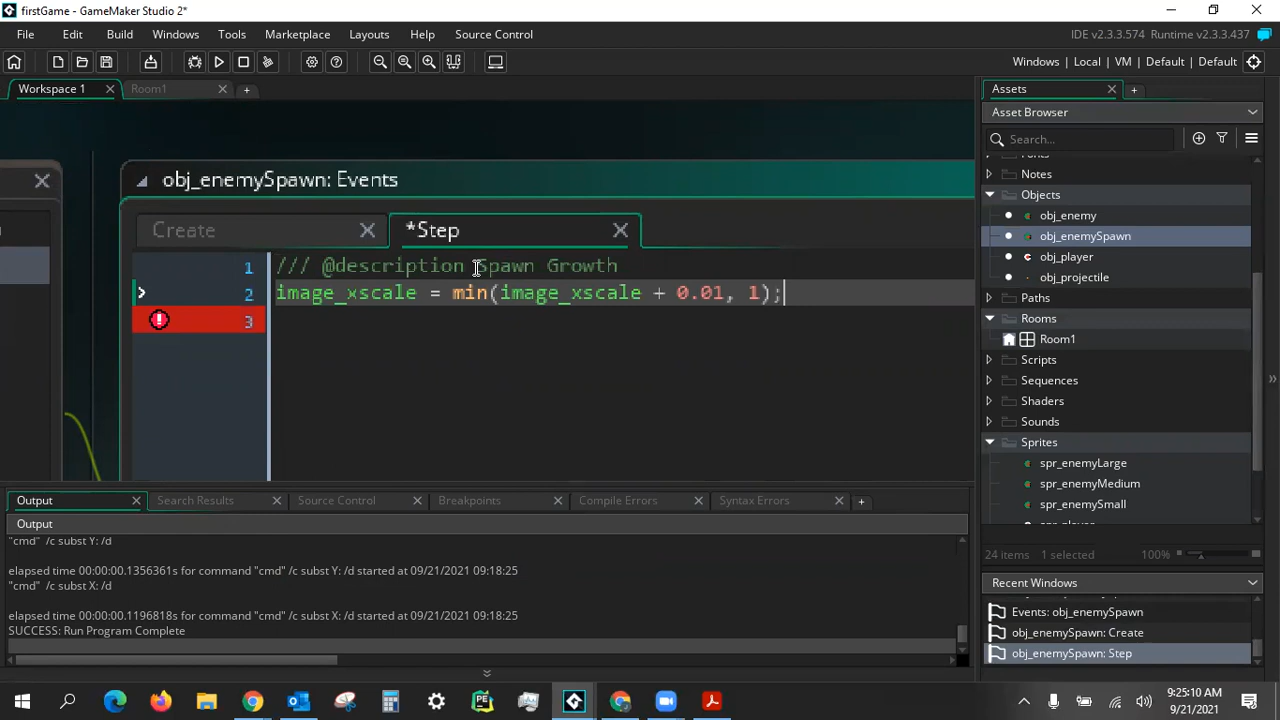 firstGame - GameMaker Studio 2*
File Edit Build Windows Tools Marketplace Layouts Help Source Control
IDE v2.3.3.574 Runtime v2.3.3.437
Windows | Local | VM | Default | Default
Workspace 1
Room1
obj_enemySpawn: Events
Create
*Step
1 /// @description Spawn Growth
2 image_xscale = min(image_xscale + 0.01, 1);
3
Assets
Asset Browser
Search...
Notes
Objects
obj_enemy
obj_enemySpawn
obj_player
obj_projectile
Paths
Rooms
Room1
Scripts
Sequences
Shaders
Sounds
Sprites
spr_enemyLarge
spr_enemyMedium
spr_enemySmall
24 items 1 selected 100%
Recent Windows
Events: obj_enemySpawn
obj_enemySpawn: Create
obj_enemySpawn: Step
Output Search Results Source Control Breakpoints Compile Errors Syntax Errors
Output
"cmd" /c subst Y: /d
elapsed time 00:00:00.1356361s for command "cmd" /c subst Y: /d started at 09/21/2021 09:18:25
"cmd" /c subst X: /d
elapsed time 00:00:00.1196818s for command "cmd" /c subst X: /d started at 09/21/2021 09:18:25
SUCCESS: Run Program Complete
9:25:10 AM
9/21/2021